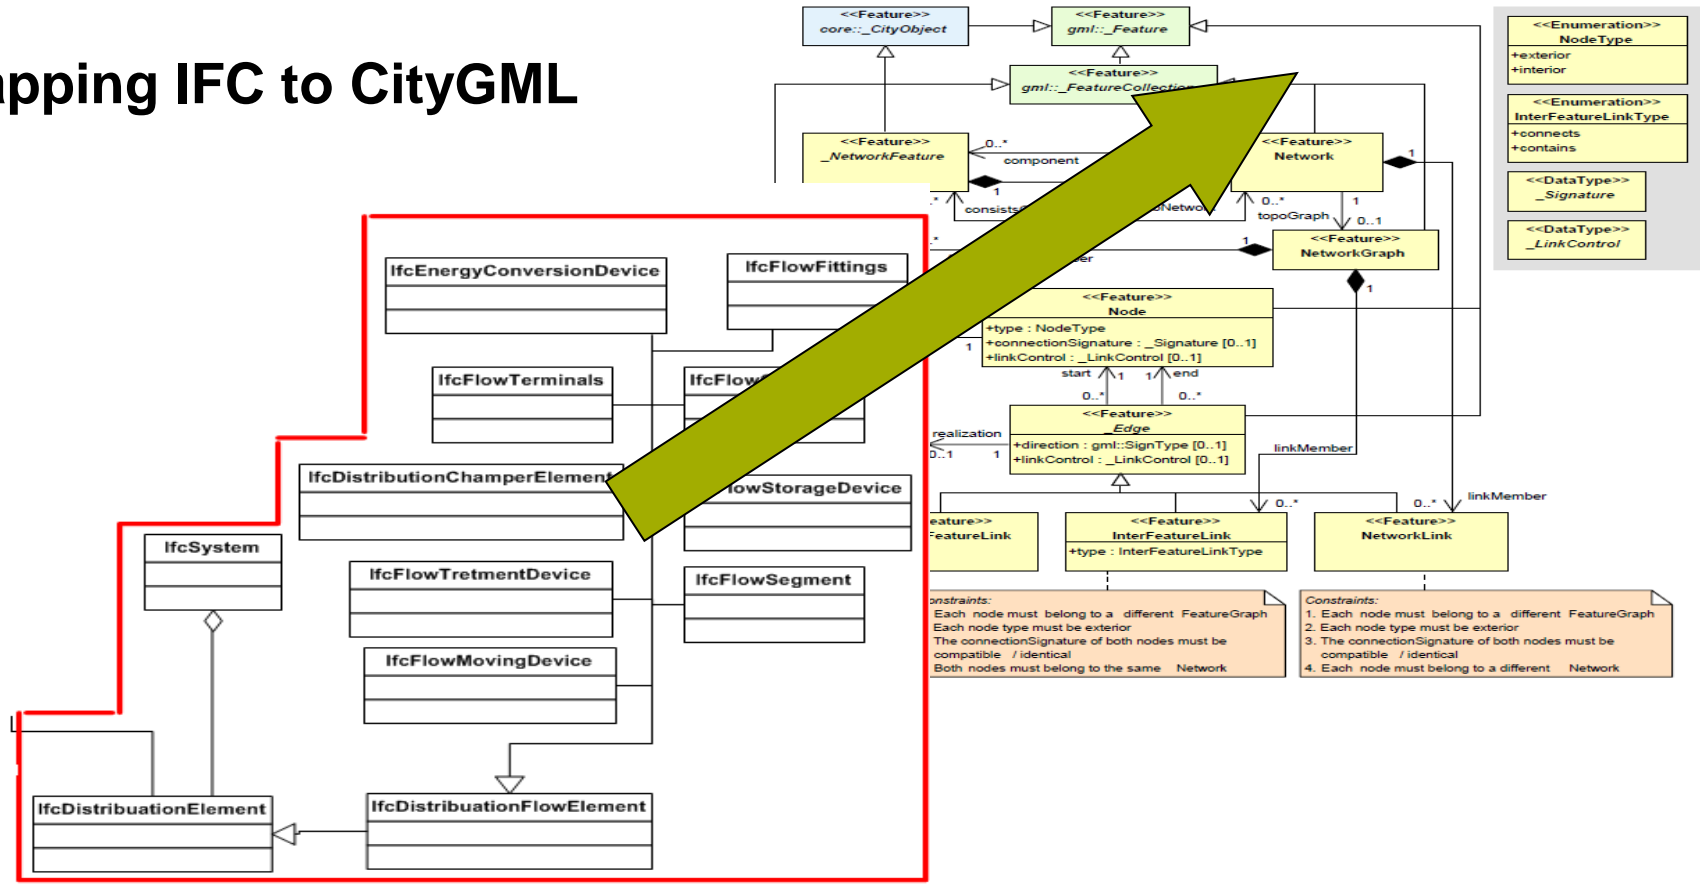 apping IFC to CityGML
<<Feature>>
core::_CityObject
<<Feature>>
gml::_Feature
<<Feature>>
gml::_FeatureCollection
<<Feature>>
_NetworkFeature
0..*
component
1
<<Feature>>
Network
1
.*
consists
Network
0..*
topoGraph
1
0..1
.*
1
<<Feature>>
NetworkGraph
1
<<Feature>>
Node
+type : NodeType
+connectionSignature : _Signature [0..1]
+linkControl : _LinkControl [0..1]
1
start
1
1
end
0..*
0..*
<<Feature>>
_Edge
+direction : gml::SignType [0..1]
+linkControl : _LinkControl [0..1]
realization
0..1
1
linkMember
0..*
0..*
linkMember
eature>>
FeatureLink
<<Feature>>
InterFeatureLink
+type : InterFeatureLinkType
<<Feature>>
NetworkLink
onstraints:
Each node must belong to a different FeatureGraph
Each node type must be exterior
The connectionSignature of both nodes must be
compatible / identical
Both nodes must belong to the same Network
Constraints:
1. Each node must belong to a different FeatureGraph
2. Each node type must be exterior
3. The connectionSignature of both nodes must be
compatible / identical
4. Each node must belong to a different Network
<<Enumeration>>
NodeType
+exterior
+interior
<<Enumeration>>
InterFeatureLinkType
+connects
+contains
<<DataType>>
_Signature
<<DataType>>
_LinkControl
IfcEnergyConversionDevice
IfcFlowFittings
IfcFlowTerminals
IfcFlow
IfcDistributionChamperElement
lowStorageDevice
IfcSystem
IfcFlowTretmentDevice
IfcFlowSegment
IfcFlowMovingDevice
IfcDistribuationElement
IfcDistribuationFlowElement